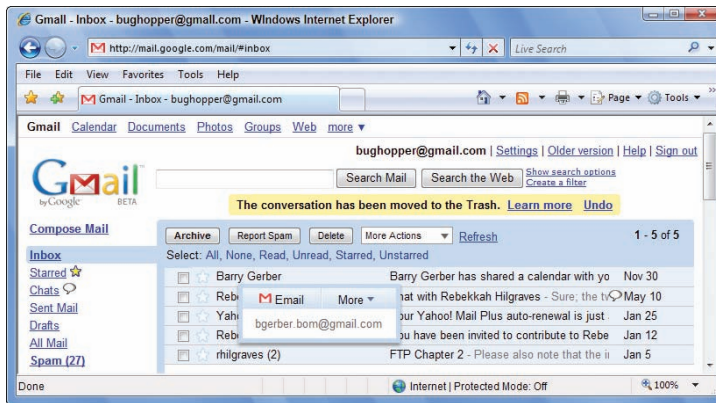 Gmail - Inbox - bughopper@gmail.com - Windows Internet Explorer
http://mail.google.com/mail/#inbox Live Search
File Edit View Favorites Tools Help
Gmail - Inbox - bughopper@gmail.com Page Tools
Gmail Calendar Documents Photos Groups Web more
bughopper@gmail.com | Settings | Older version | Help | Sign out
Gmail by Google BETA
Search Mail Search the Web Show search options
Create a filter
The conversation has been moved to the Trash. Learn more Undo
Compose Mail
Archive Report Spam Delete More Actions Refresh 1 - 5 of 5
Inbox
Select: All, None, Read, Unread, Starred, Unstarred
Starred
Barry Gerber Barry Gerber has shared a calendar with yo Nov 30
Chats
Email More
with Rebekkah Hilgraves - Sure; the May 10
Sent Mail
Yahoo! Mail Plus auto-renewal is just Jan 25
bgerber.bom@gmail.com
Drafts
have been invited to contribute to Rebe Jan 12
All Mail
rhilgraves (2) FTP Chapter 2 - Please also note that the Jan 5
Spam (27)
Done Internet | Protected Mode: Off 100%